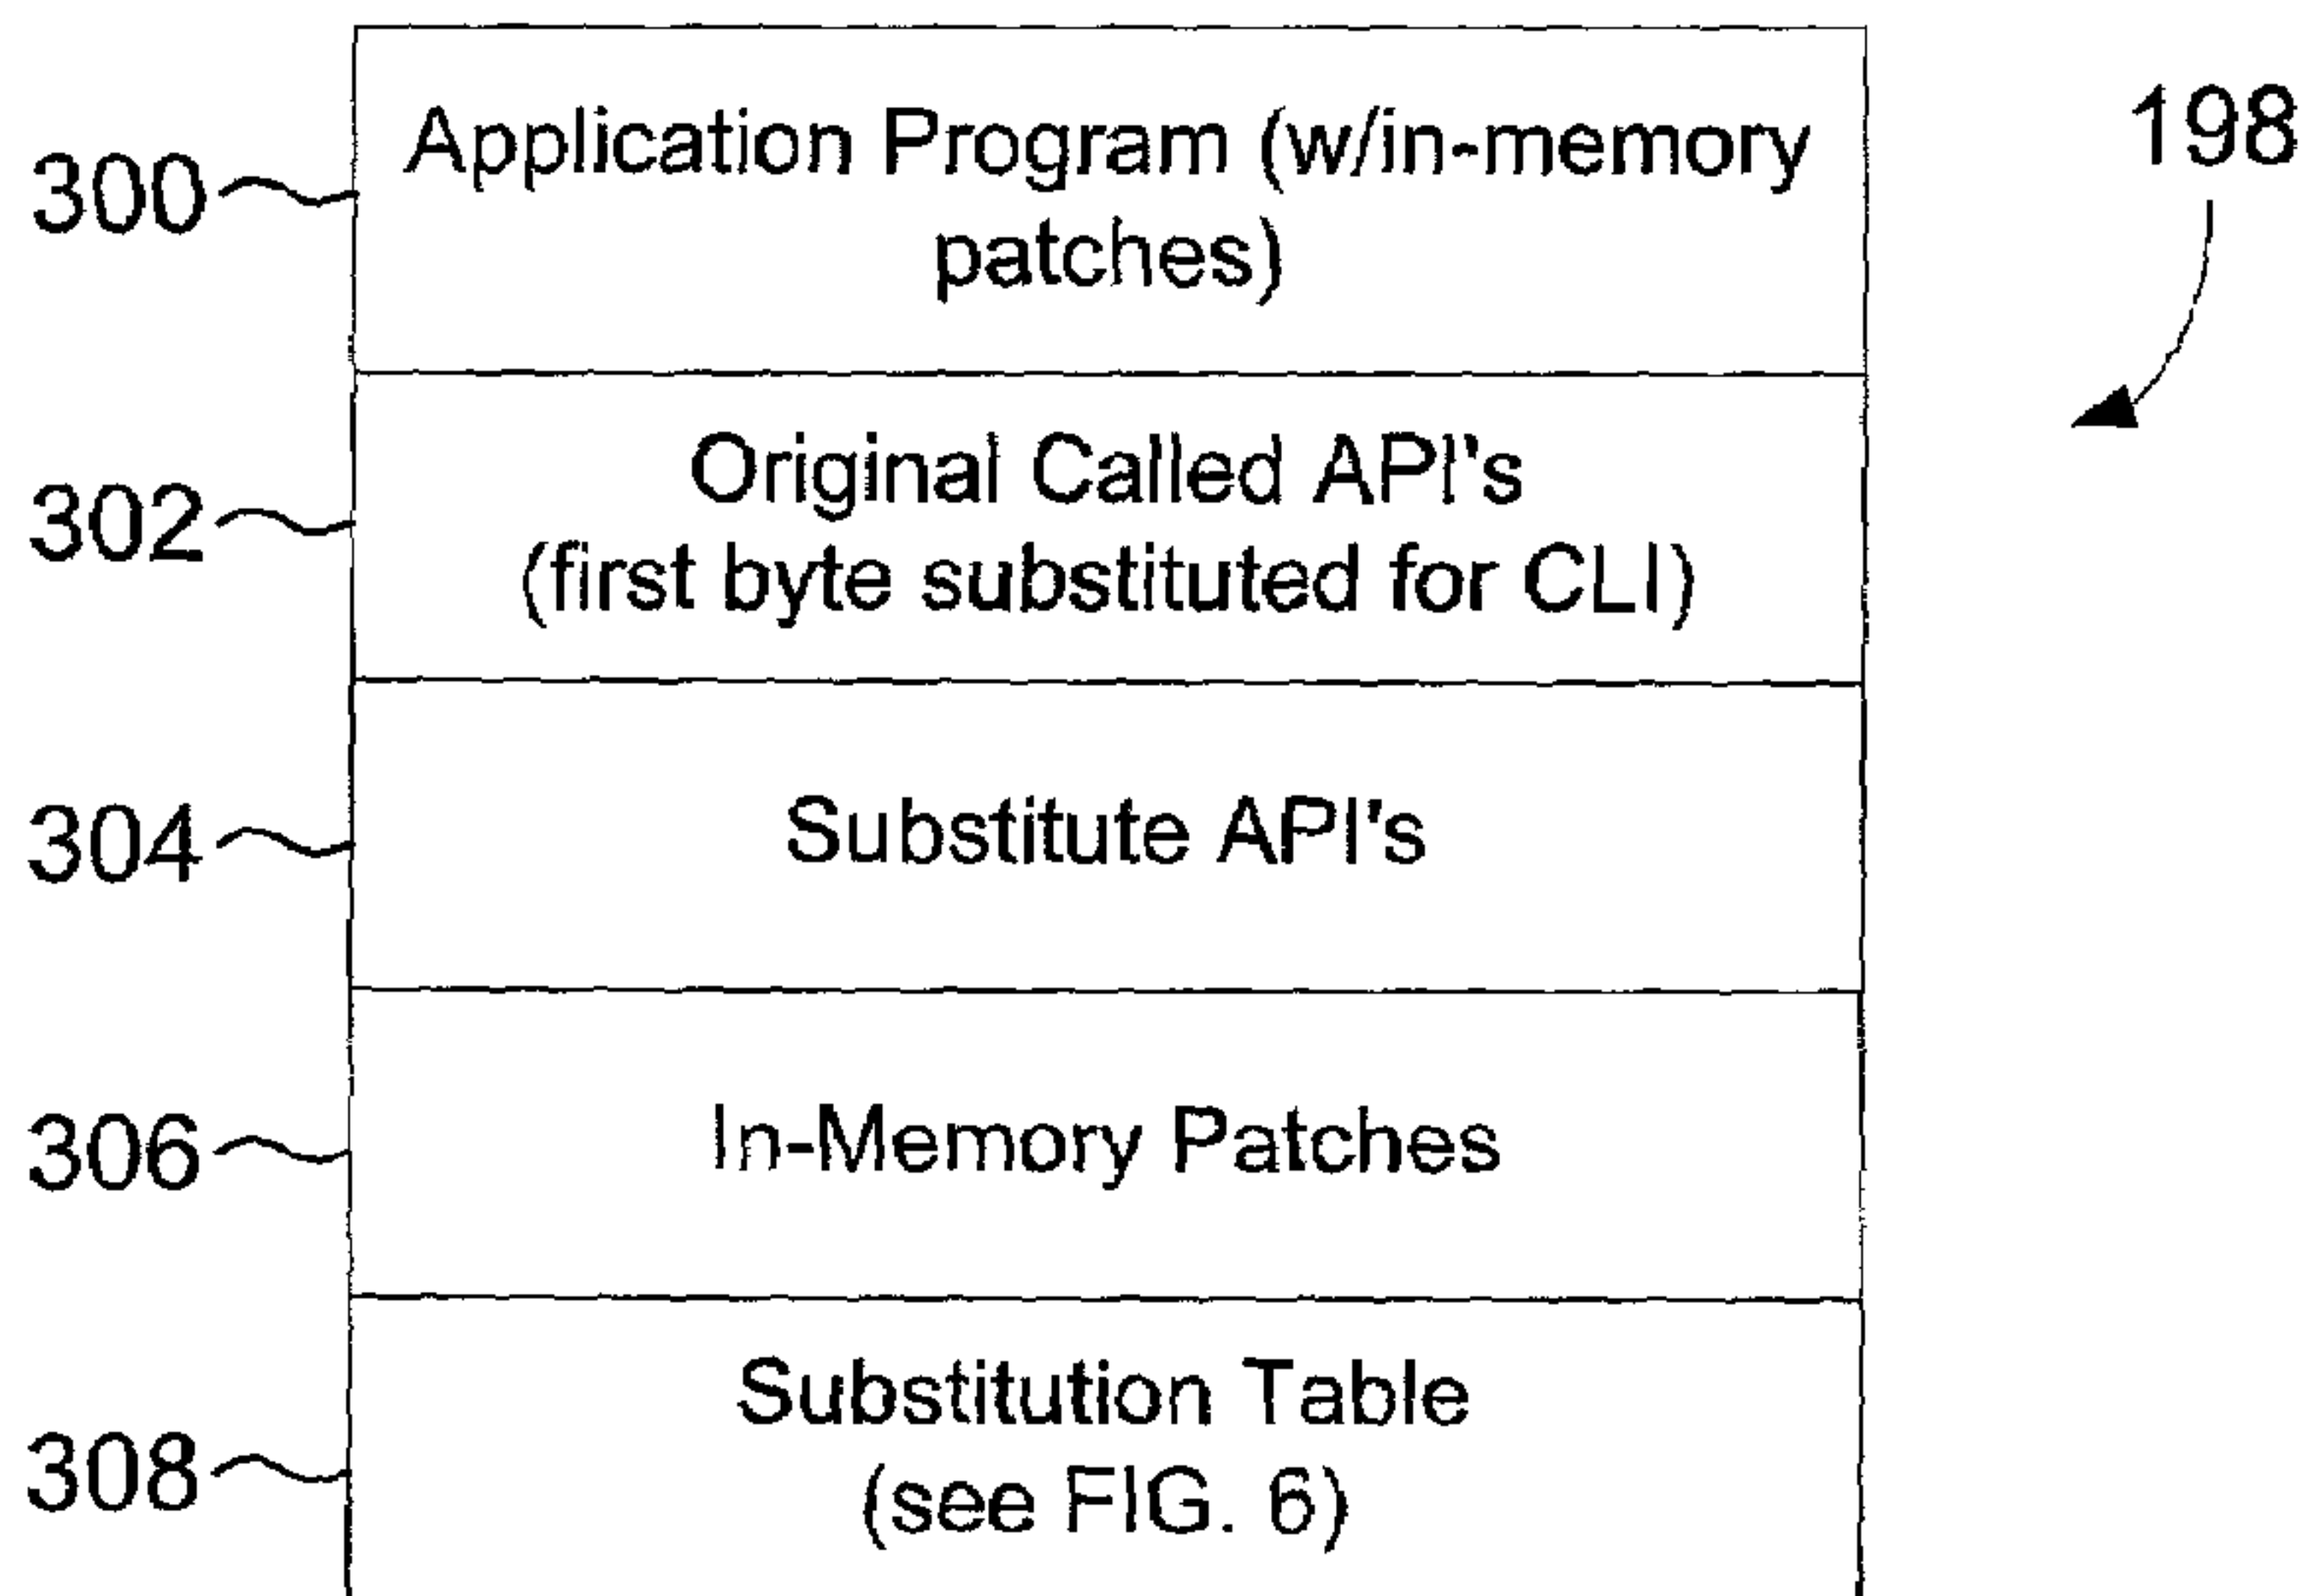 Application Program (w/in-memory
patches)
300
198
Original Called API's
(first byte substituted for CLI)
302
Substitute API's
304
In-Memory Patches
306
Substitution Table
(see FIG. 6)
308